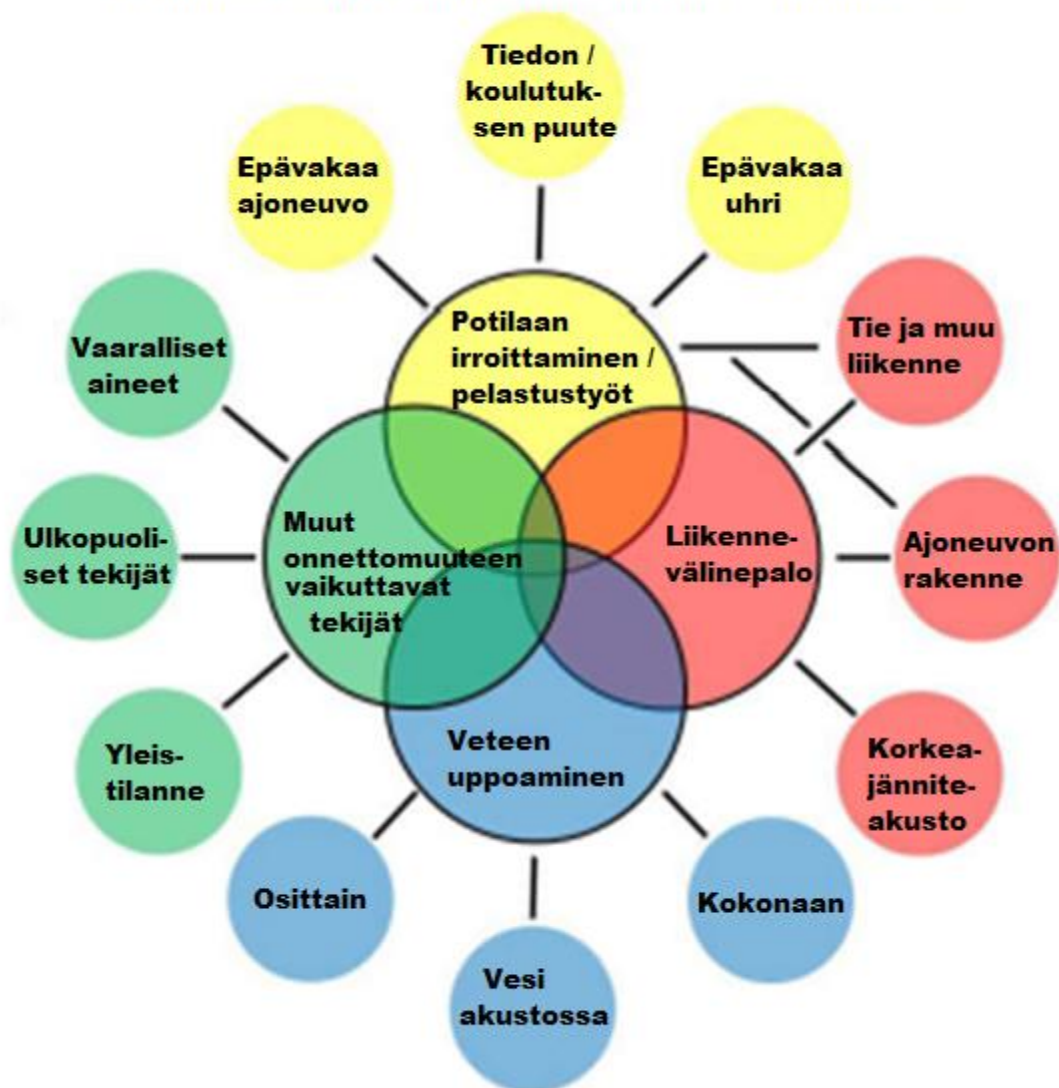 Tiedon /
koulutuk-
sen puute
Epävakaa
ajoneuvo
Epävakaa
uhri
Potilaan
irroittaminen /
pelastustyöt
Tie ja muu
liikenne
Vaaralliset
aineet
Muut
onnettomuuteen
vaikuttavat
tekijät
Liikenne-
välinepalo
Ulkopuoli-
set tekijät
Ajoneuvon
rakenne
Yleis-
tilanne
Veteen
uppoaminen
Korkea-
jännite-
akusto
Osittain
Kokonaan
Vesi
akustossa